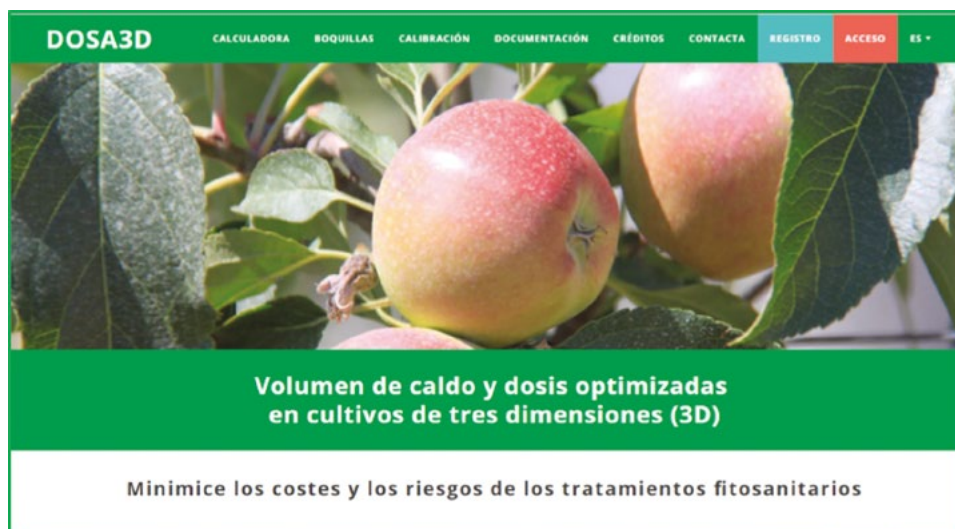 DOSA3D CALCULADORA BOQUILLAS CALIBRACIÓN DOCUMENTACIÓN CRÉDITOS CONTACTA REGISTRO ACCESO ES
Volumen de caldo y dosis optimizadas
en cultivos de tres dimensiones (3D)
Minimice los costes y los riesgos de los tratamientos fitosanitarios